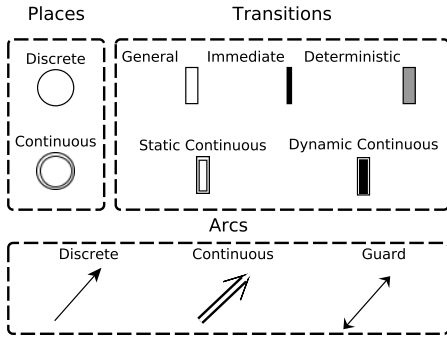 Places
Transitions
Discrete
General Immediate Deterministic
Continuous
Static Continuous Dynamic Continuous
Arcs
Discrete Continuous Guard